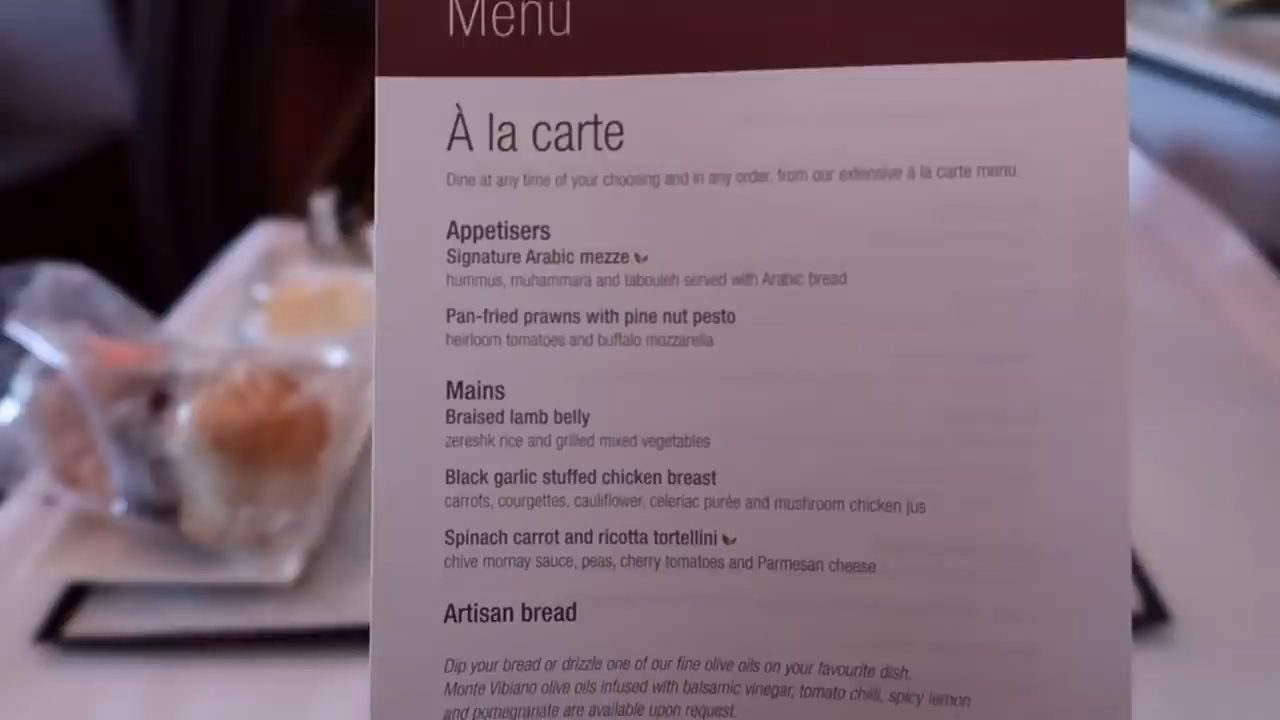 Menu
À la carte
Dine at any time of your choosing and in any order, from our extensive à la carte menu.
Appetisers
Signature Arabic mezze
hummus, muhammara and tabouleh served with Arabic bread
Pan-fried prawns with pine nut pesto
heirloom tomatoes and buffalo mozzarella
Mains
Braised lamb belly
zereshk rice and grilled mixed vegetables
Black garlic stuffed chicken breast
carrots, courgettes, cauliflower, celeriac purée and mushroom chicken jus
Spinach carrot and ricotta tortellini
chive mornay sauce, peas, cherry tomatoes and Parmesan cheese
Artisan bread
Dip your bread or drizzle one of our fine olive oils on your favourite dish.
Monte Vibiano olive oils infused with balsamic vinegar, tomato chilli, spicy lemon
and pomegranate are available upon request.